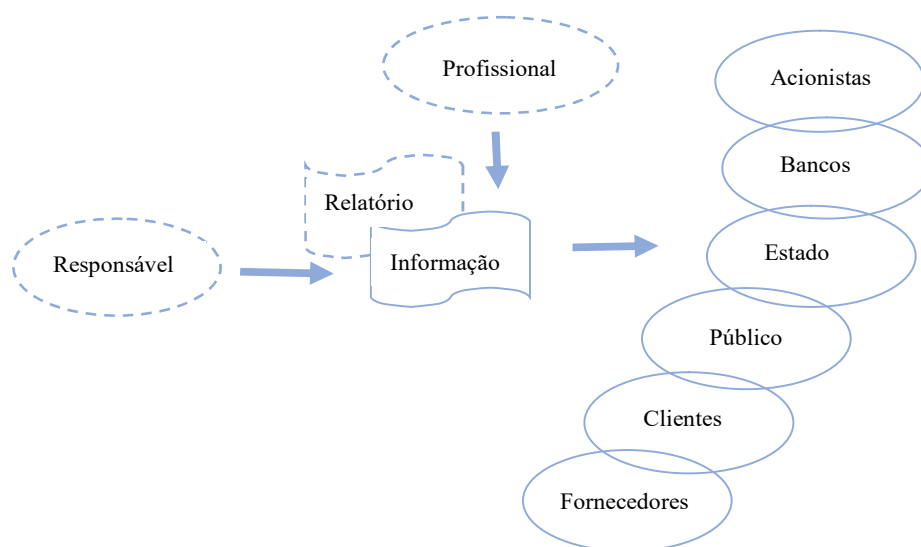 Profissional
Acionistas
Bancos
Relatório
Estado
Responsável
Informação
Público
Clientes
Fornecedores